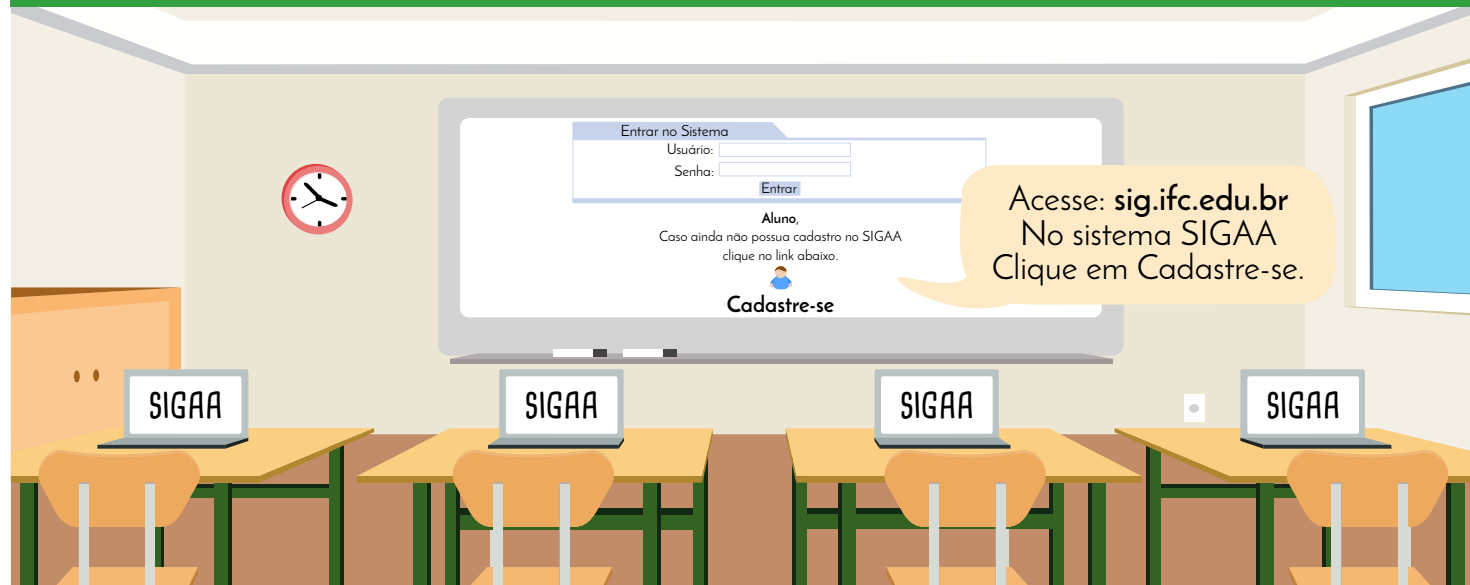 Entrar no Sistema
Usuário:
Senha:
Entrar
Aluno,
Caso ainda não possua cadastro no SIGAA
clique no link abaixo.
Cadastre-se
Acesse: sig.ifc.edu.br
No sistema SIGAA
Clique em Cadastre-se.
SIGAA
SIGAA
SIGAA
SIGAA